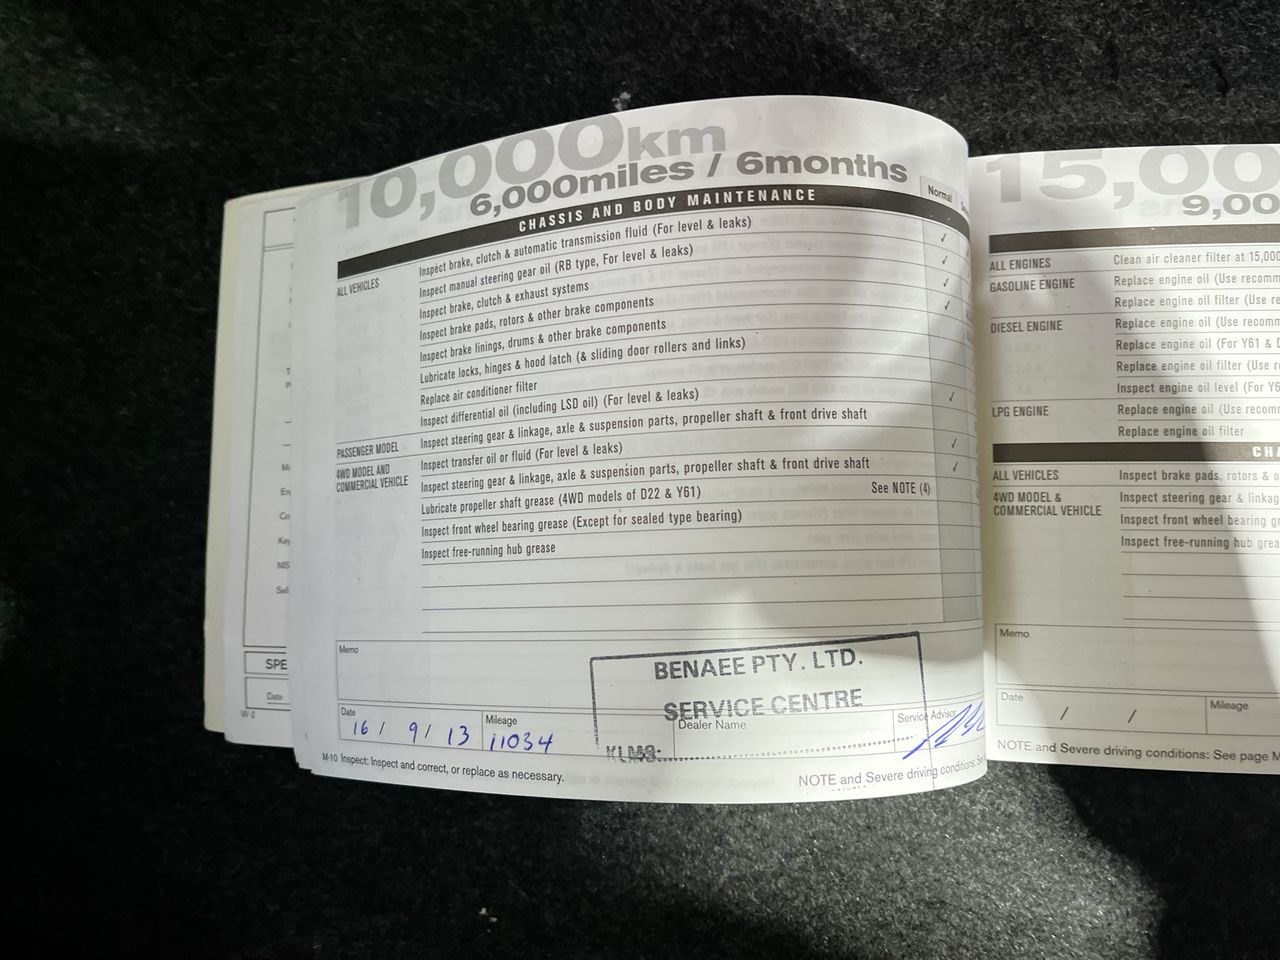 10,000km
6,000miles / 6months
CHASSIS AND BODY MAINTENANCE
Normal
ALL VEHICLES
Inspect brake, clutch & automatic transmission fluid (For level & leaks) ✓
Inspect manual steering gear oil (RB type, For level & leaks) ✓
Inspect brake, clutch & exhaust systems ✓
Inspect brake pads, rotors & other brake components ✓
Inspect brake linings, drums & other brake components
Lubricate locks, hinges & hood latch (& sliding door rollers and links)
Replace air conditioner filter
Inspect differential oil (including LSD oil) (For level & leaks) ✓
PASSENGER MODEL
Inspect steering gear & linkage, axle & suspension parts, propeller shaft & front drive shaft
4WD MODEL AND
COMMERCIAL VEHICLE
Inspect transfer oil or fluid (For level & leaks) ✓
Inspect steering gear & linkage, axle & suspension parts, propeller shaft & front drive shaft ✓
Lubricate propeller shaft grease (4WD models of D22 & Y61) See NOTE (4)
Inspect front wheel bearing grease (Except for sealed type bearing)
Inspect free-running hub grease
Memo
BENAEE PTY. LTD.
SERVICE CENTRE
KLMS-
Date
16 / 9 / 13
Mileage
11034
Dealer Name
Service Advisor
M-10 Inspect: Inspect and correct, or replace as necessary.
NOTE and Severe driving conditions:
SPE
Date
15,00
9,00
ALL ENGINES
Clean air cleaner filter at 15,000
GASOLINE ENGINE
Replace engine oil (Use recomm
Replace engine oil filter (Use re
DIESEL ENGINE
Replace engine oil (Use recomm
Replace engine oil (For Y61 & D
Replace engine oil filter (Use re
Inspect engine oil level (For Y6
LPG ENGINE
Replace engine oil (Use recomm
Replace engine oil filter
CHA
ALL VEHICLES
Inspect brake pads, rotors & o
4WD MODEL &
COMMERCIAL VEHICLE
Inspect steering gear & linkag
Inspect front wheel bearing gr
Inspect free-running hub grea
Memo
Date
/ /
Mileage
NOTE and Severe driving conditions: See page M